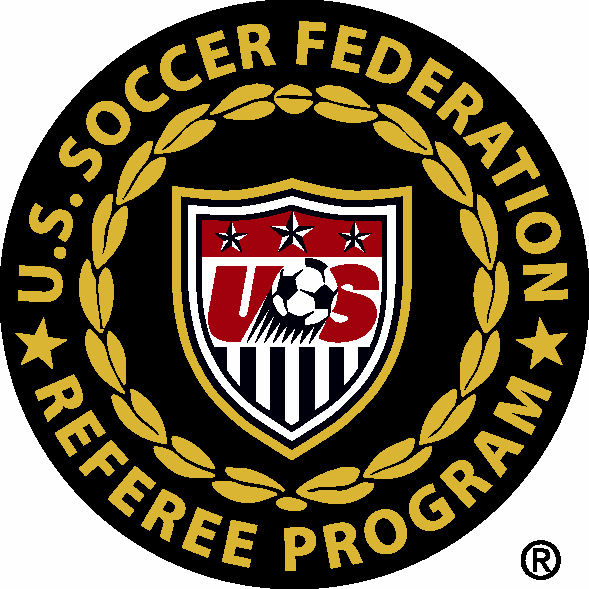 U.S. SOCCER FEDERATION
US
REFEREE PROGRAM
®